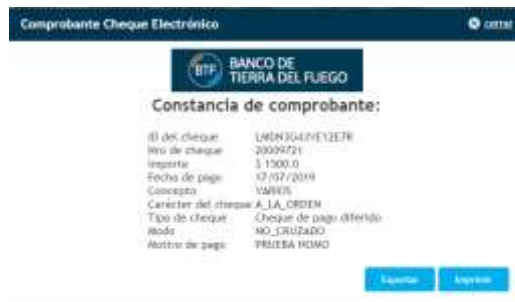 Comprobante Cheque Electrónico
cerrar
BTF BANCO DE
TIERRA DEL FUEGO
Constancia de comprobante:
ID del cheque
Nro de cheque 20009721
Importe $ 1500.0
Fecha de pago 17/07/2019
Concepto VARIOS
Carácter del cheque A_LA_ORDEN
Tipo de cheque Cheque de pago diferido
Modo NO_CRUZADO
Motivo de pago PRUEBA HOMO
Exportar Imprimir